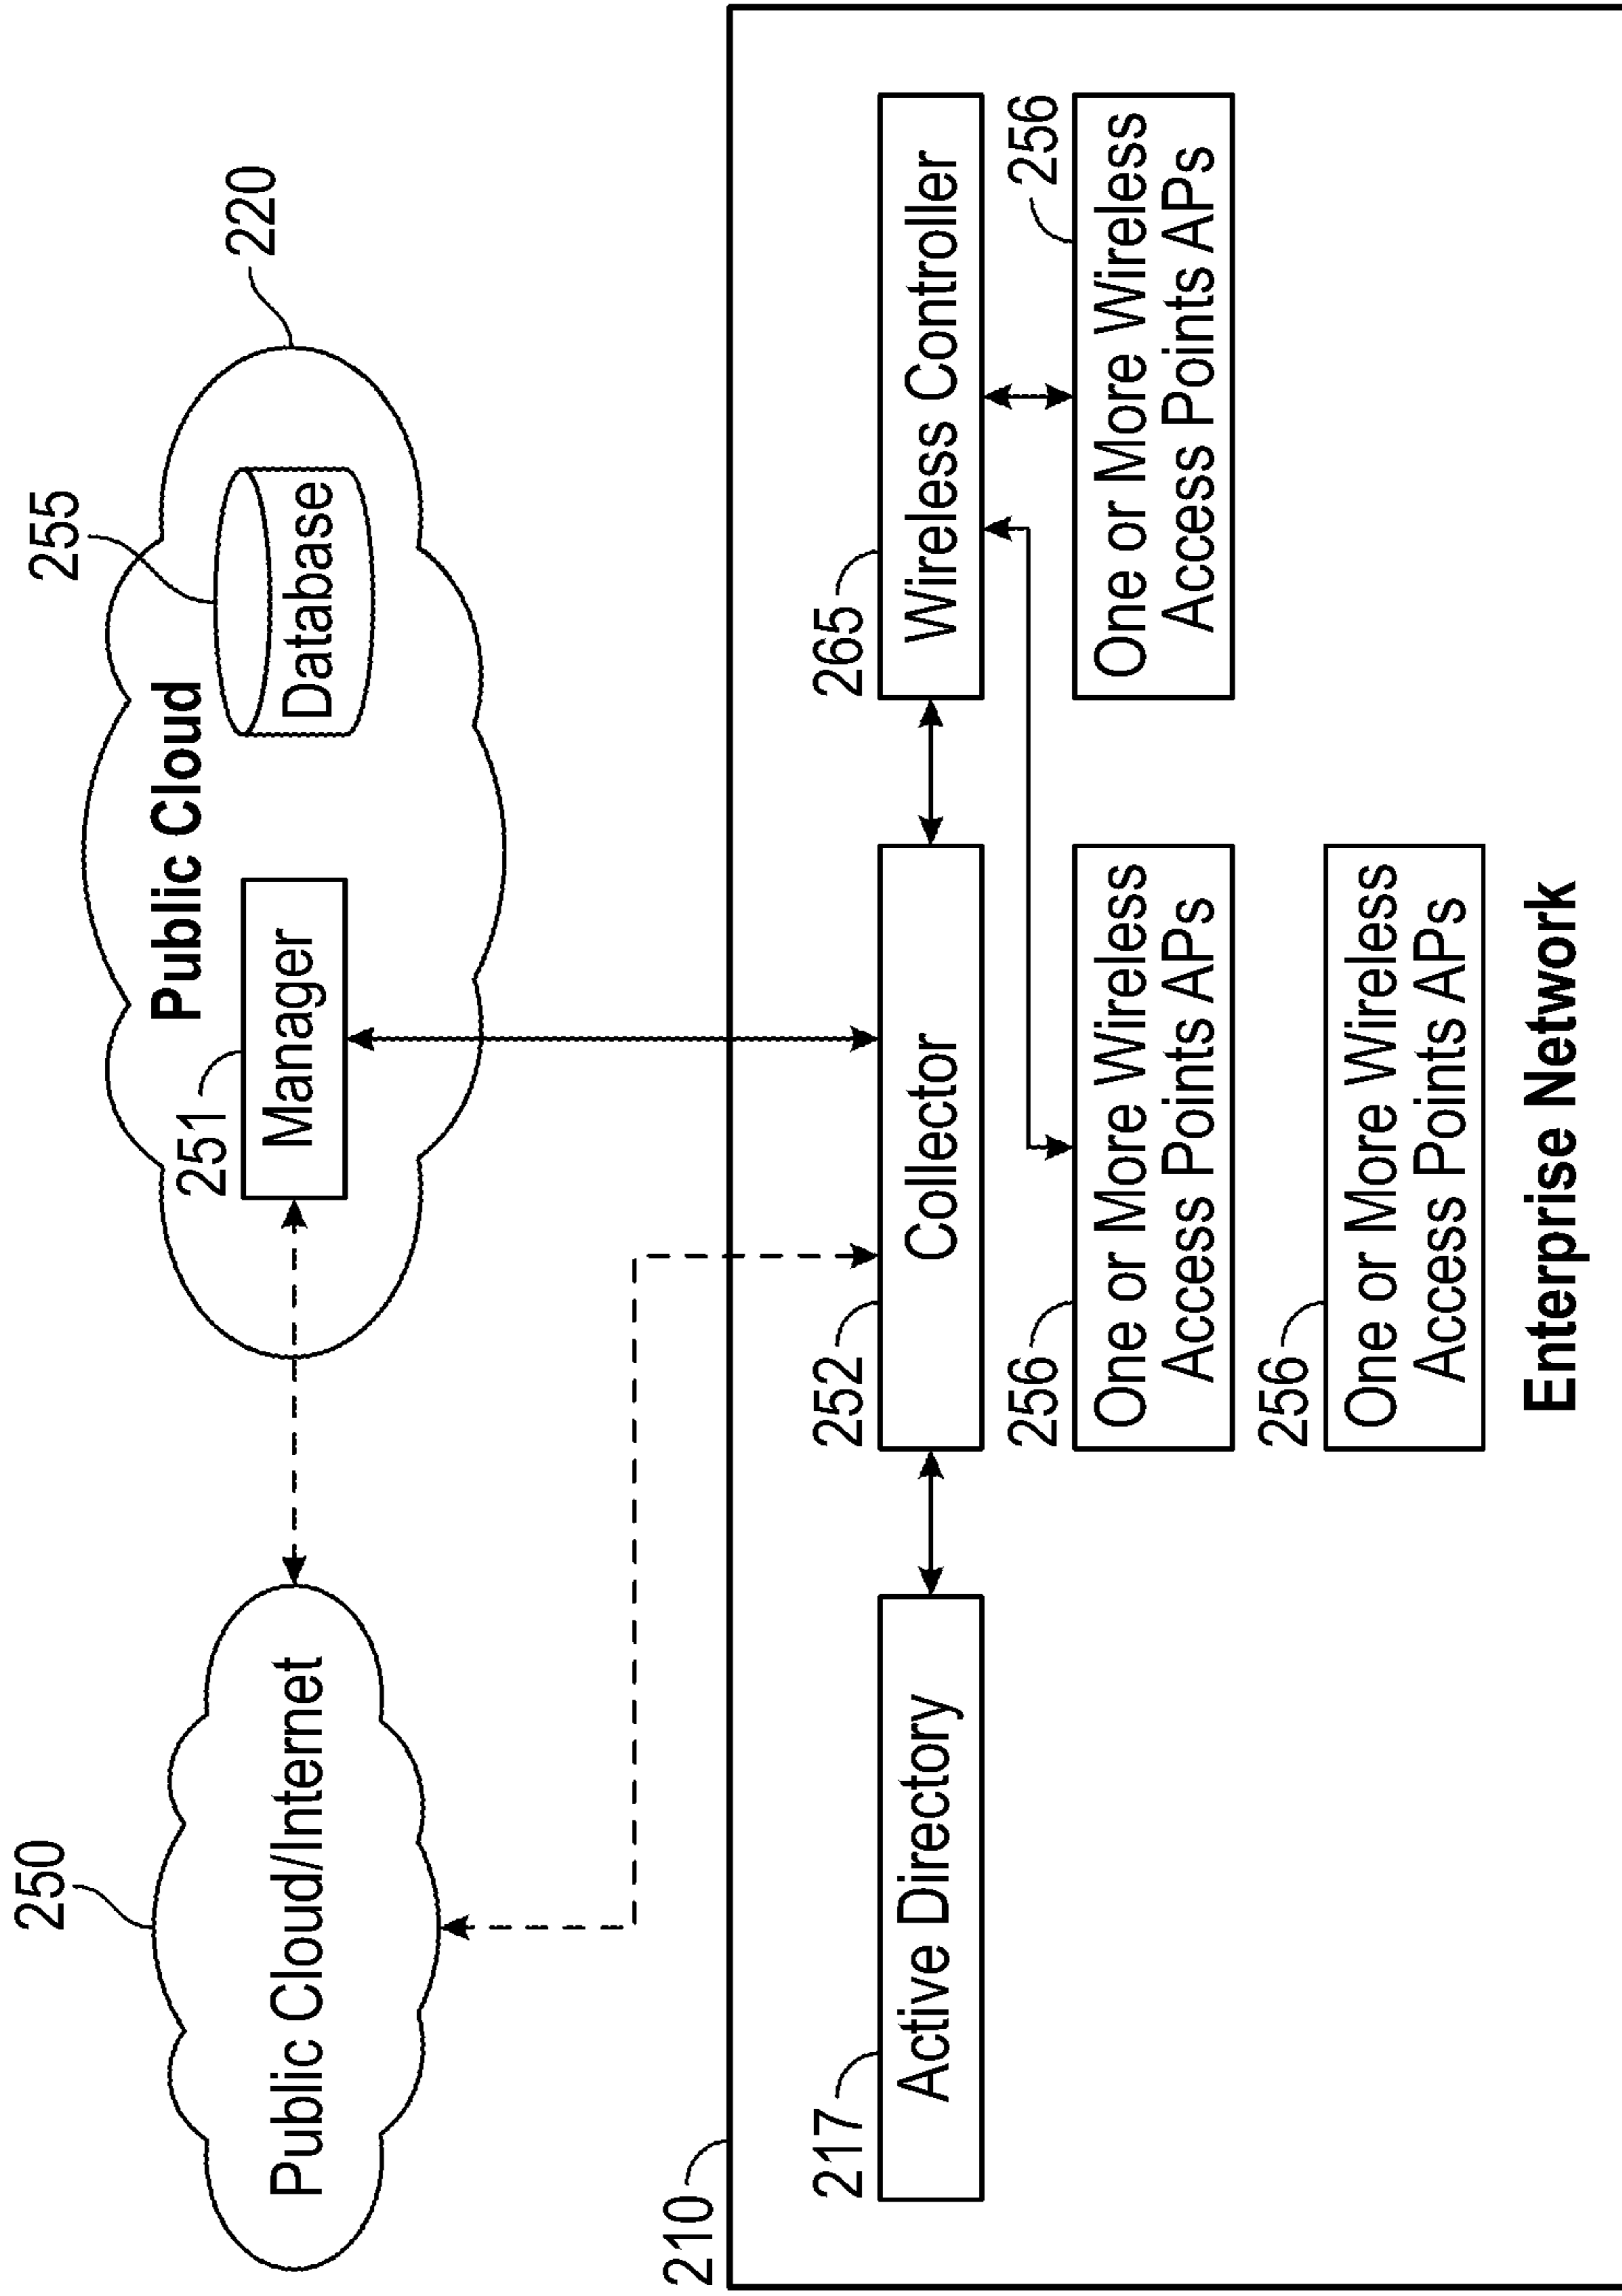 250
Public Cloud/Internet
255
220
Public Cloud
251
Manager
Database
210
217
Active Directory
252
Collector
265
Wireless Controller
256
One or More Wireless
Access Points APs
256
One or More Wireless
Access Points APs
256
One or More Wireless
Access Points APs
Enterprise Network